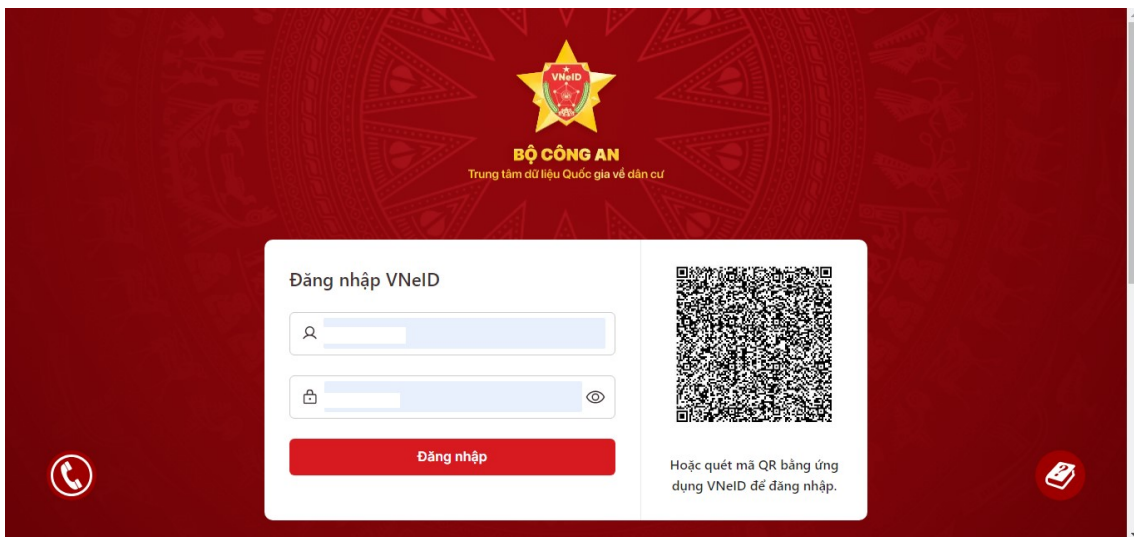 VNeID
BỘ CÔNG AN
Trung tâm dữ liệu Quốc gia về dân cư
Đăng nhập VNeID
Đăng nhập
Hoặc quét mã QR bằng ứng
dụng VNeID để đăng nhập.